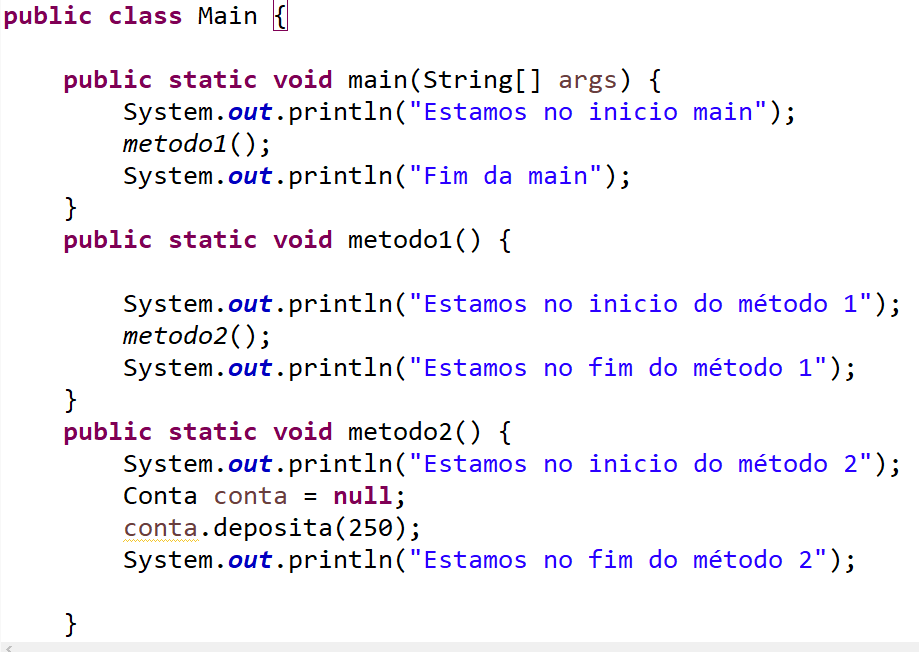 public class Main {
public static void main(String[] args) {
System.out.println("Estamos no inicio main");
metodo1();
System.out.println("Fim da main");
}
public static void metodo1() {
System.out.println("Estamos no inicio do método 1");
metodo2();
System.out.println("Estamos no fim do método 1");
}
public static void metodo2() {
System.out.println("Estamos no inicio do método 2");
Conta conta = null;
conta.deposita(250);
System.out.println("Estamos no fim do método 2");
}